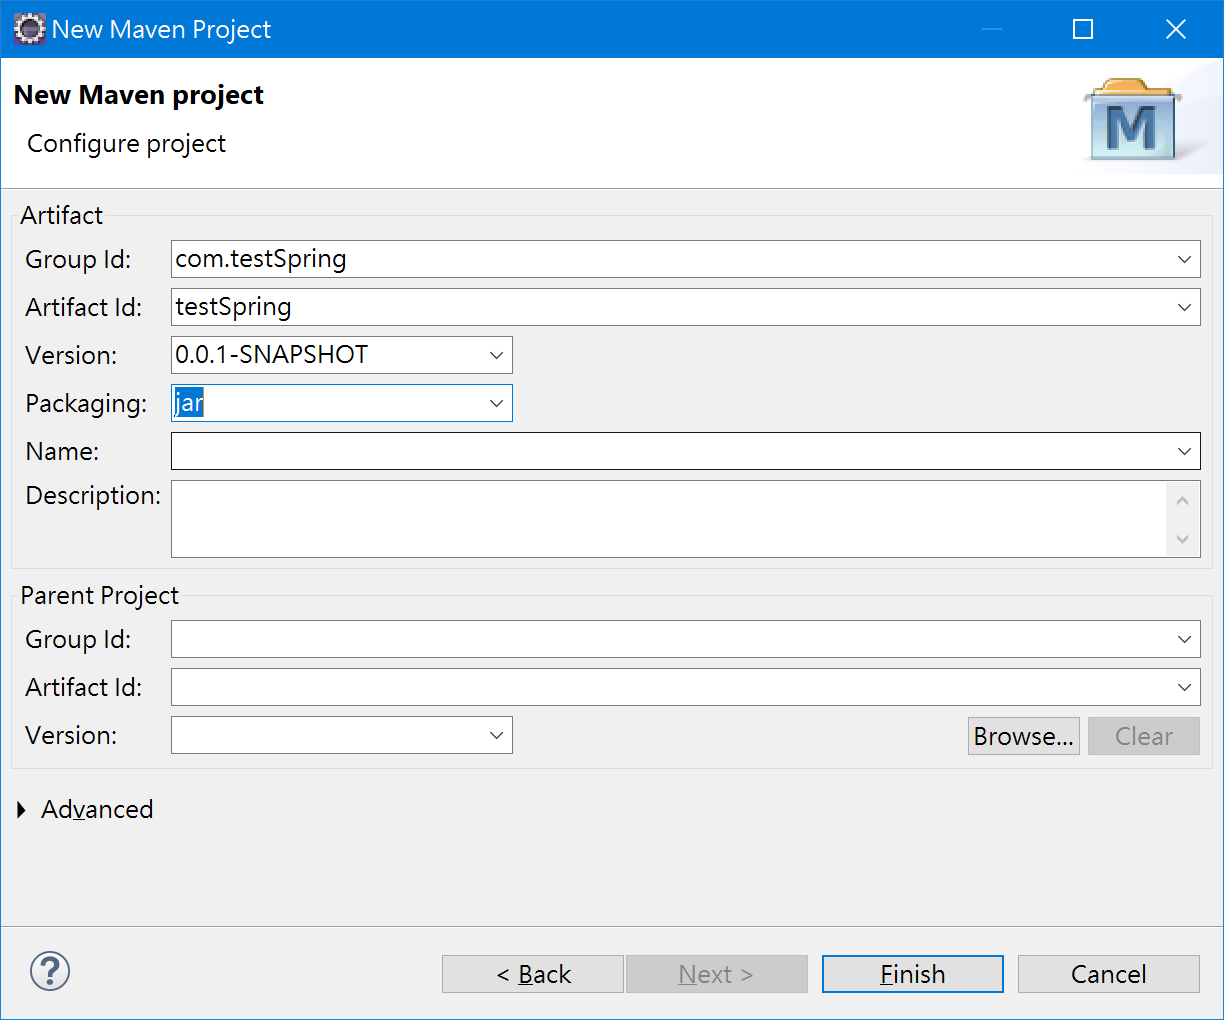 New Maven Project
New Maven project
Configure project
M
Artifact
Group Id: com.testSpring
Artifact Id: testSpring
Version: 0.0.1-SNAPSHOT
Packaging: jar
Name:
Description:
Parent Project
Group Id:
Artifact Id:
Version:
Browse... Clear
Advanced
? < Back Next > Finish Cancel